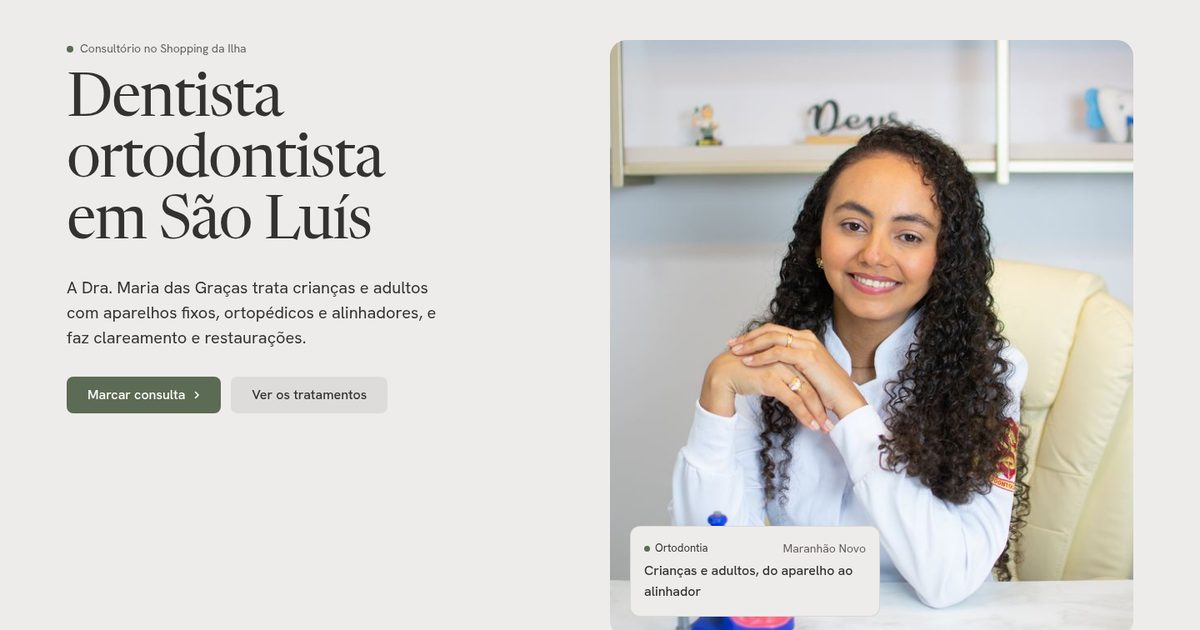 Consultório no Shopping da Ilha
Dentista
ortodontista
em São Luís
A Dra. Maria das Graças trata crianças e adultos
com aparelhos fixos, ortopédicos e alinhadores, e
faz clareamento e restaurações.
Marcar consulta
Ver os tratamentos
Deus
Ortodontia
Maranhão Novo
Crianças e adultos, do aparelho ao
alinhador